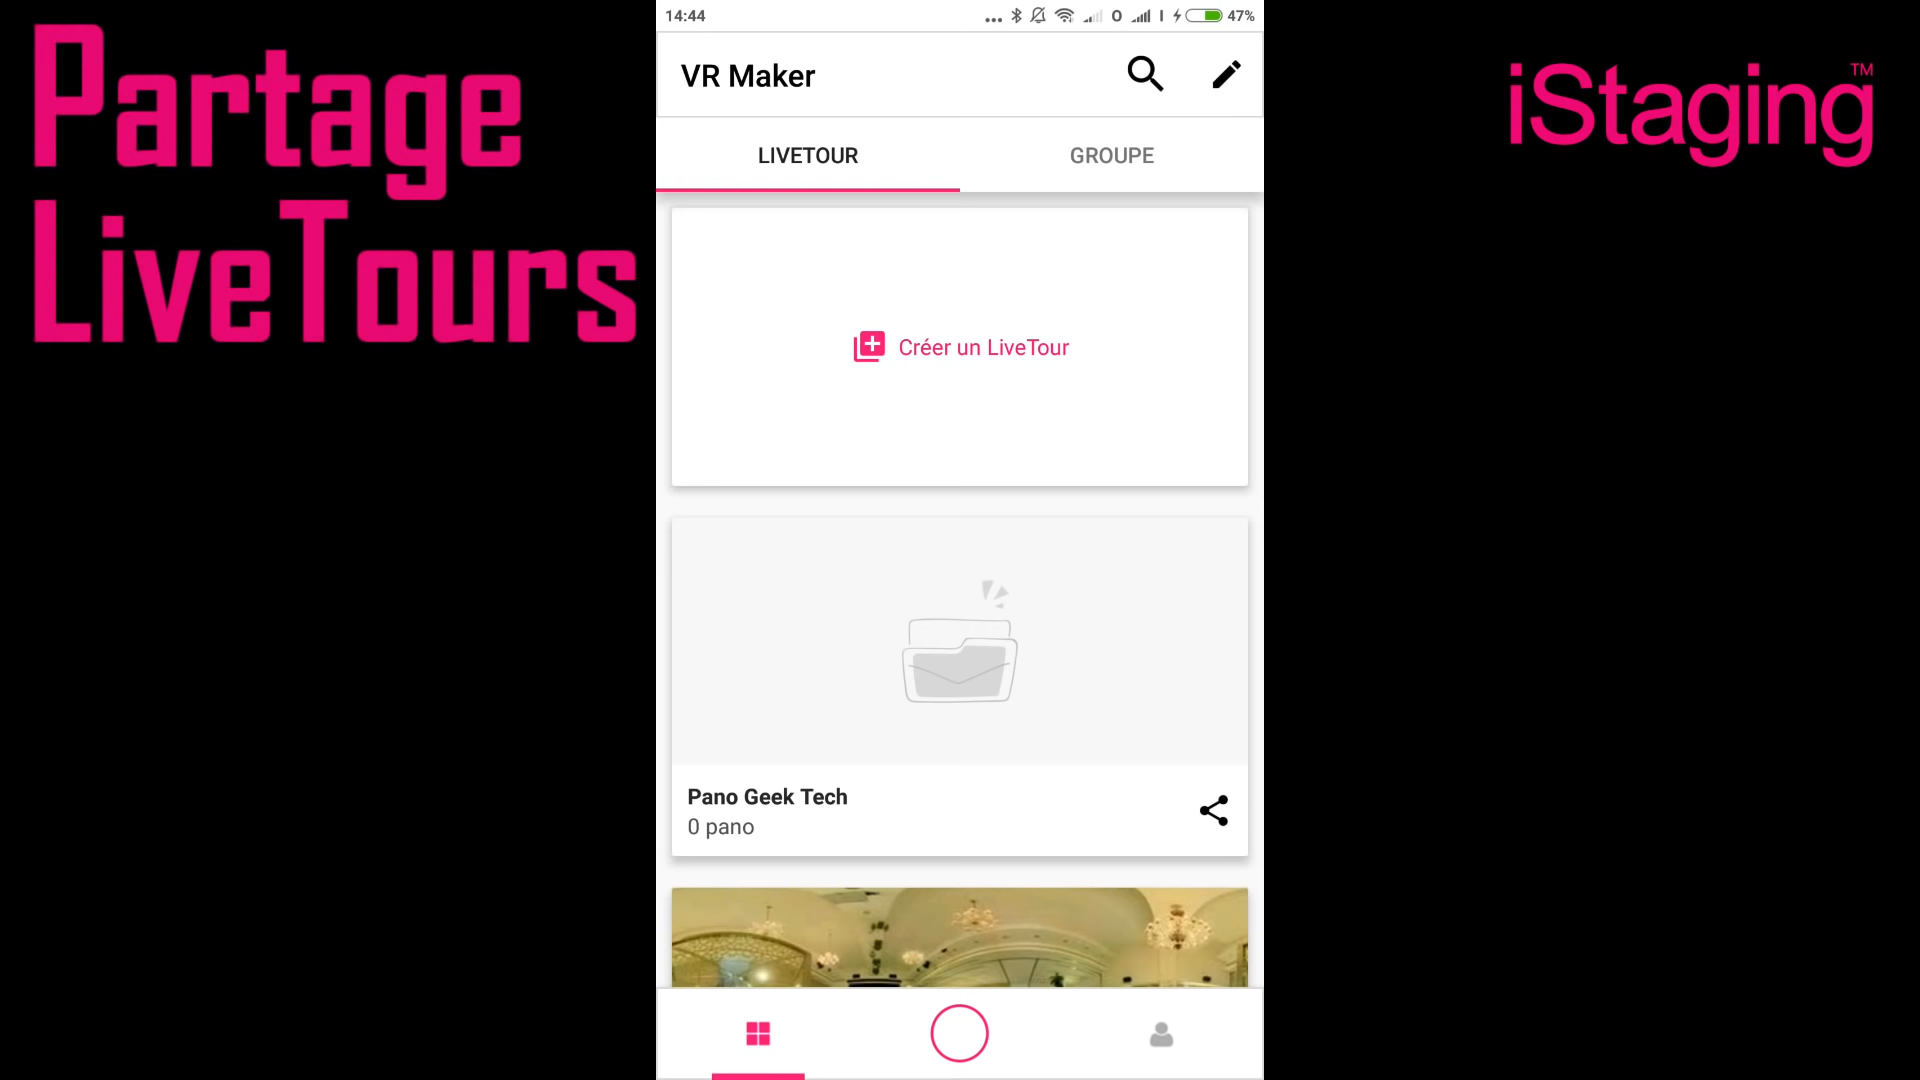 Partage
LiveTours
iStaging™
14:44
47%
VR Maker
LIVETOUR
GROUPE
Créer un LiveTour
Pano Geek Tech
0 pano